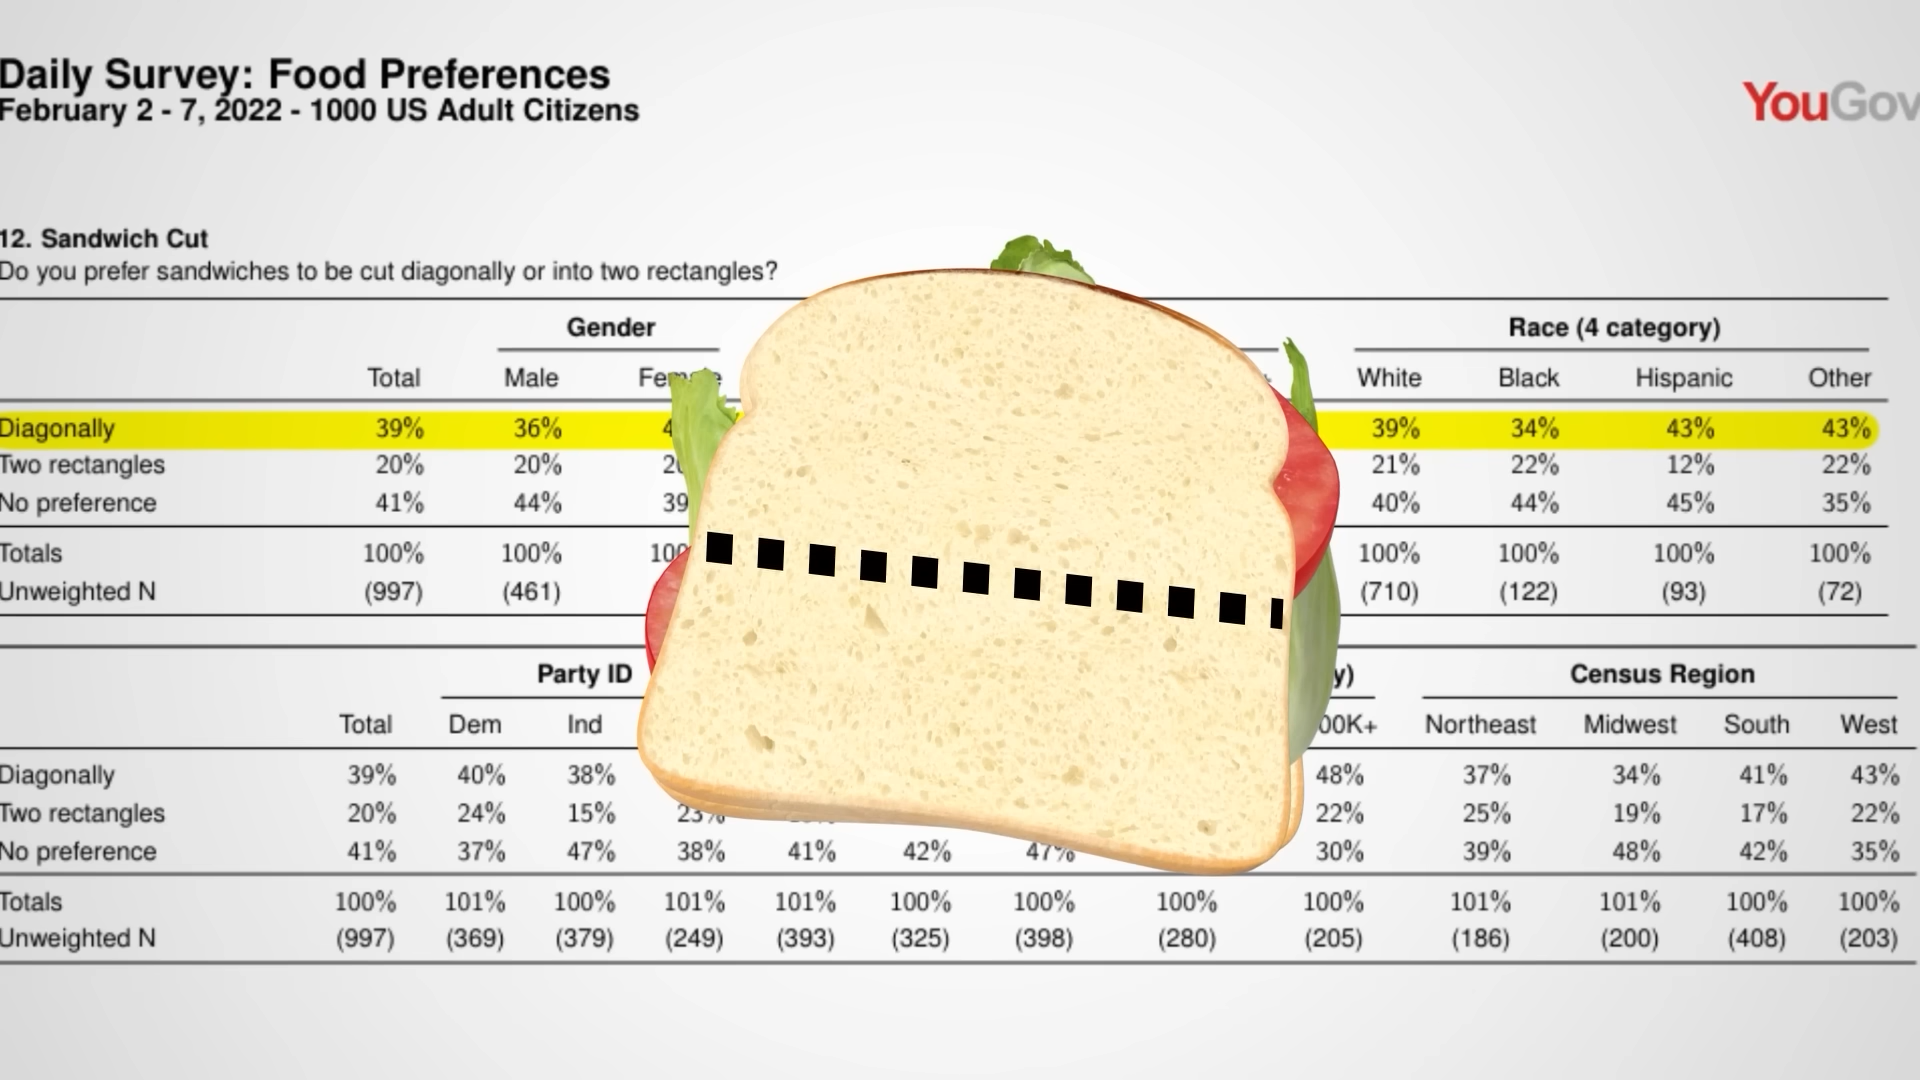 Daily Survey: Food Preferences
February 2 - 7, 2022 - 1000 US Adult Citizens
YouGov
12. Sandwich Cut
Do you prefer sandwiches to be cut diagonally or into two rectangles?
Gender Race (4 category)
Total Male White Black Hispanic Other
Diagonally 39% 36% 39% 34% 43% 43%
Two rectangles 20% 20% 21% 22% 12% 22%
No preference 41% 44% 39 40% 44% 45% 35%
Totals 100% 100% 100 100% 100% 100% 100%
Unweighted N (997) (461) (710) (122) (93) (72)
Party ID Census Region
Total Dem Ind 00K+ Northeast Midwest South West
Diagonally 39% 40% 38% 48% 37% 34% 41% 43%
Two rectangles 20% 24% 15% 23% 22% 25% 19% 17% 22%
No preference 41% 37% 47% 38% 41% 42% 47% 30% 39% 48% 42% 35%
Totals 100% 101% 100% 101% 101% 100% 100% 100% 100% 101% 101% 100% 100%
Unweighted N (997) (369) (379) (249) (393) (325) (398) (280) (205) (186) (200) (408) (203)